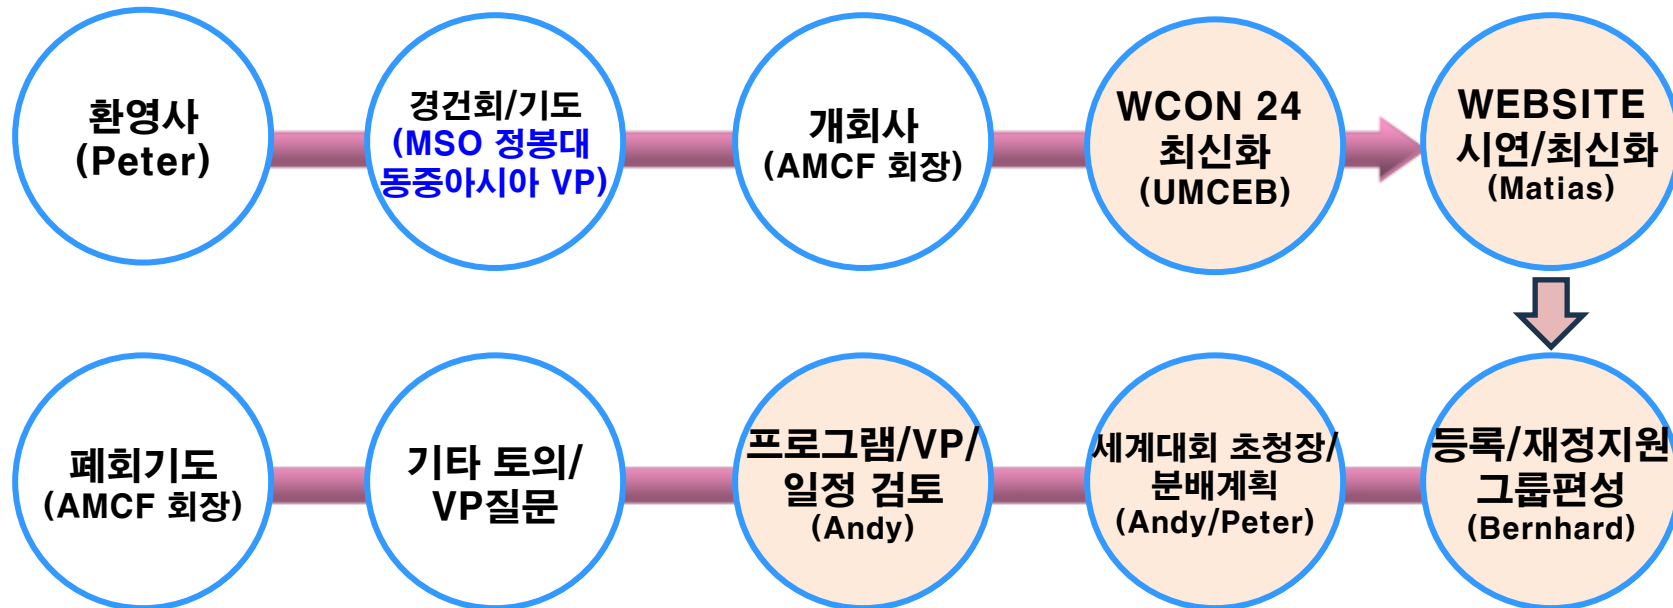 환영사
(Peter)
경건회/기도
(MSO 정봉대
동중아시아 VP)
개회사
(AMCF 회장)
WCON 24
최신화
(UMCEB)
WEBSITE
시연/최신화
(Matias)
등록/재정지원
그룹편성
(Bernhard)
세계대회 초청장/
분배계획
(Andy/Peter)
프로그램/VP/
일정 검토
(Andy)
기타 토의/
VP질문
폐회기도
(AMCF 회장)